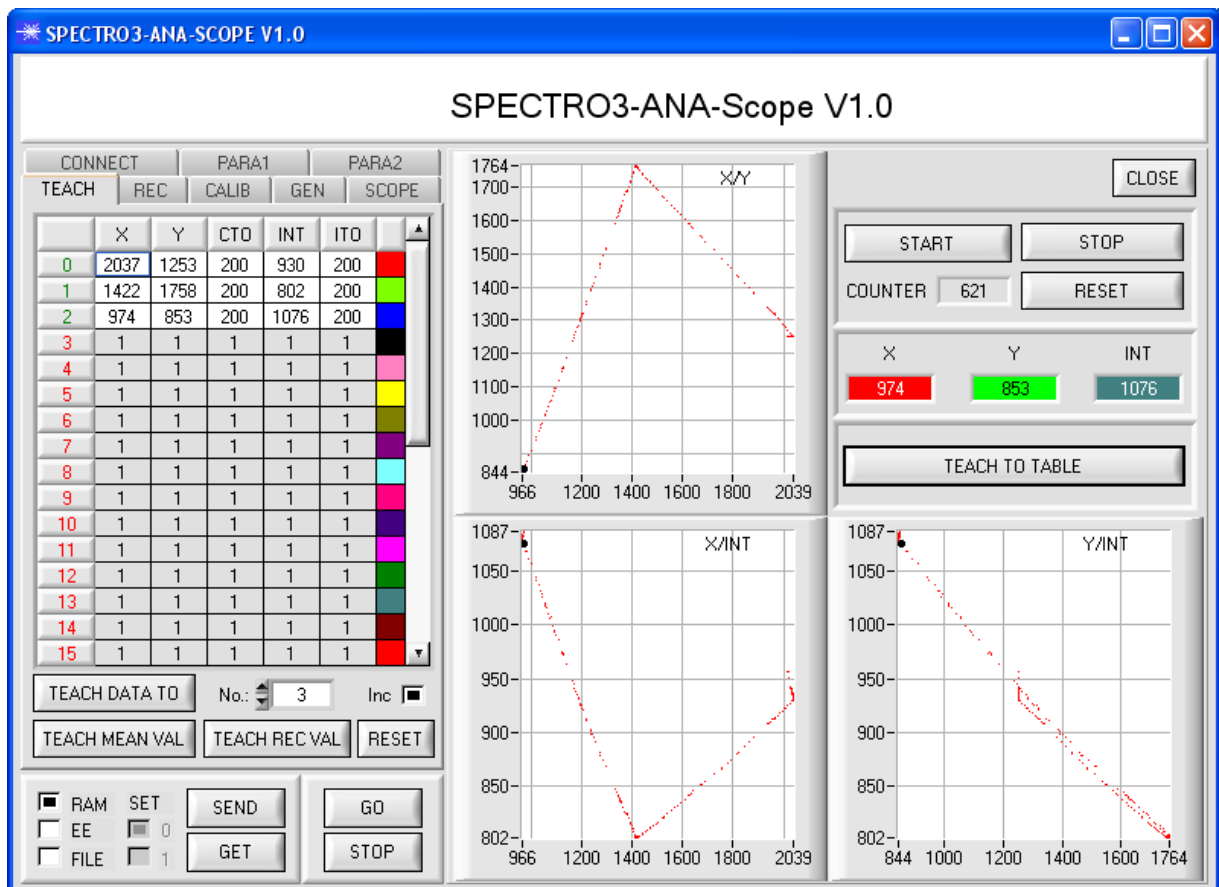 SPECTRO3-ANA-SCOPE V1.0
SPECTRO3-ANA-Scope V1.0
CONNECT PARA1 PARA2
TEACH REC CALIB GEN SCOPE
X Y CTO INT ITO
0 2037 1253 200 930 200
1 1422 1758 200 802 200
2 974 853 200 1076 200
3 1 1 1 1 1
4 1 1 1 1 1
5 1 1 1 1 1
6 1 1 1 1 1
7 1 1 1 1 1
8 1 1 1 1 1
9 1 1 1 1 1
10 1 1 1 1 1
11 1 1 1 1 1
12 1 1 1 1 1
13 1 1 1 1 1
14 1 1 1 1 1
15 1 1 1 1 1
TEACH DATA TO No.: 3 Inc
TEACH MEAN VAL TEACH REC VAL RESET
RAM SET SEND GO
EE 0
FILE 1 GET STOP
X/Y
1764
1700
1600
1500
1400
1300
1200
1100
1000
844
966 1200 1400 1600 1800 2039
CLOSE
START STOP
COUNTER 621 RESET
X Y INT
974 853 1076
TEACH TO TABLE
X/INT
1087
1050
1000
950
900
850
802
966 1200 1400 1600 1800 2039
Y/INT
1087
1050
1000
950
900
850
802
844 1000 1200 1400 1600 1764